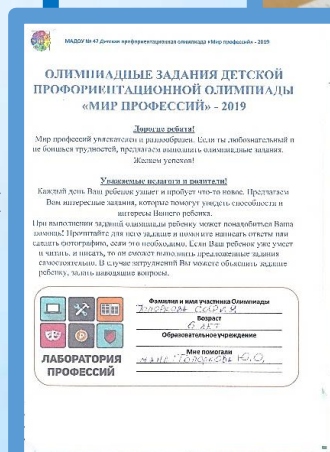 МАДОУ № 47 Детская профориентационная олимпиада «Мир профессий» - 2019
ОЛИМПИАДНЫЕ ЗАДАНИЯ ДЕТСКОЙ
ПРОФОРИЕНТАЦИОННОЙ ОЛИМПИАДЫ
«МИР ПРОФЕССИЙ» - 2019
Дорогие ребята!
Мир профессий увлекателен и разнообразен. Если ты любознательный и
не боишься трудностей, предлагаем выполнить олимпиадные задания.
Желаем успехов!
Уважаемые педагоги и родители!
Каждый день Ваш ребенок узнает и пробует что-то новое. Предлагаем
Вам интересные задания, которые помогут увидеть способности и
интересы Вашего ребенка.
При выполнении заданий олимпиады ребенку может понадобиться Ваша
помощь! Прочитайте для него задание и помогите написать ответы или
сделать фотографию, если это необходимо. Если Ваш ребенок уже умеет
и читать, и писать, то он сможет выполнить предложенные задания
самостоятельно. В случае затруднений Вы можете объяснить задание
ребенку, задать наводящие вопросы.
ЛАБОРАТОРИЯ
ПРОФЕССИЙ
Фамилия и имя участника Олимпиады
Возраст
6 лет
Образовательное учреждение
Мне помогали
Ю.О.